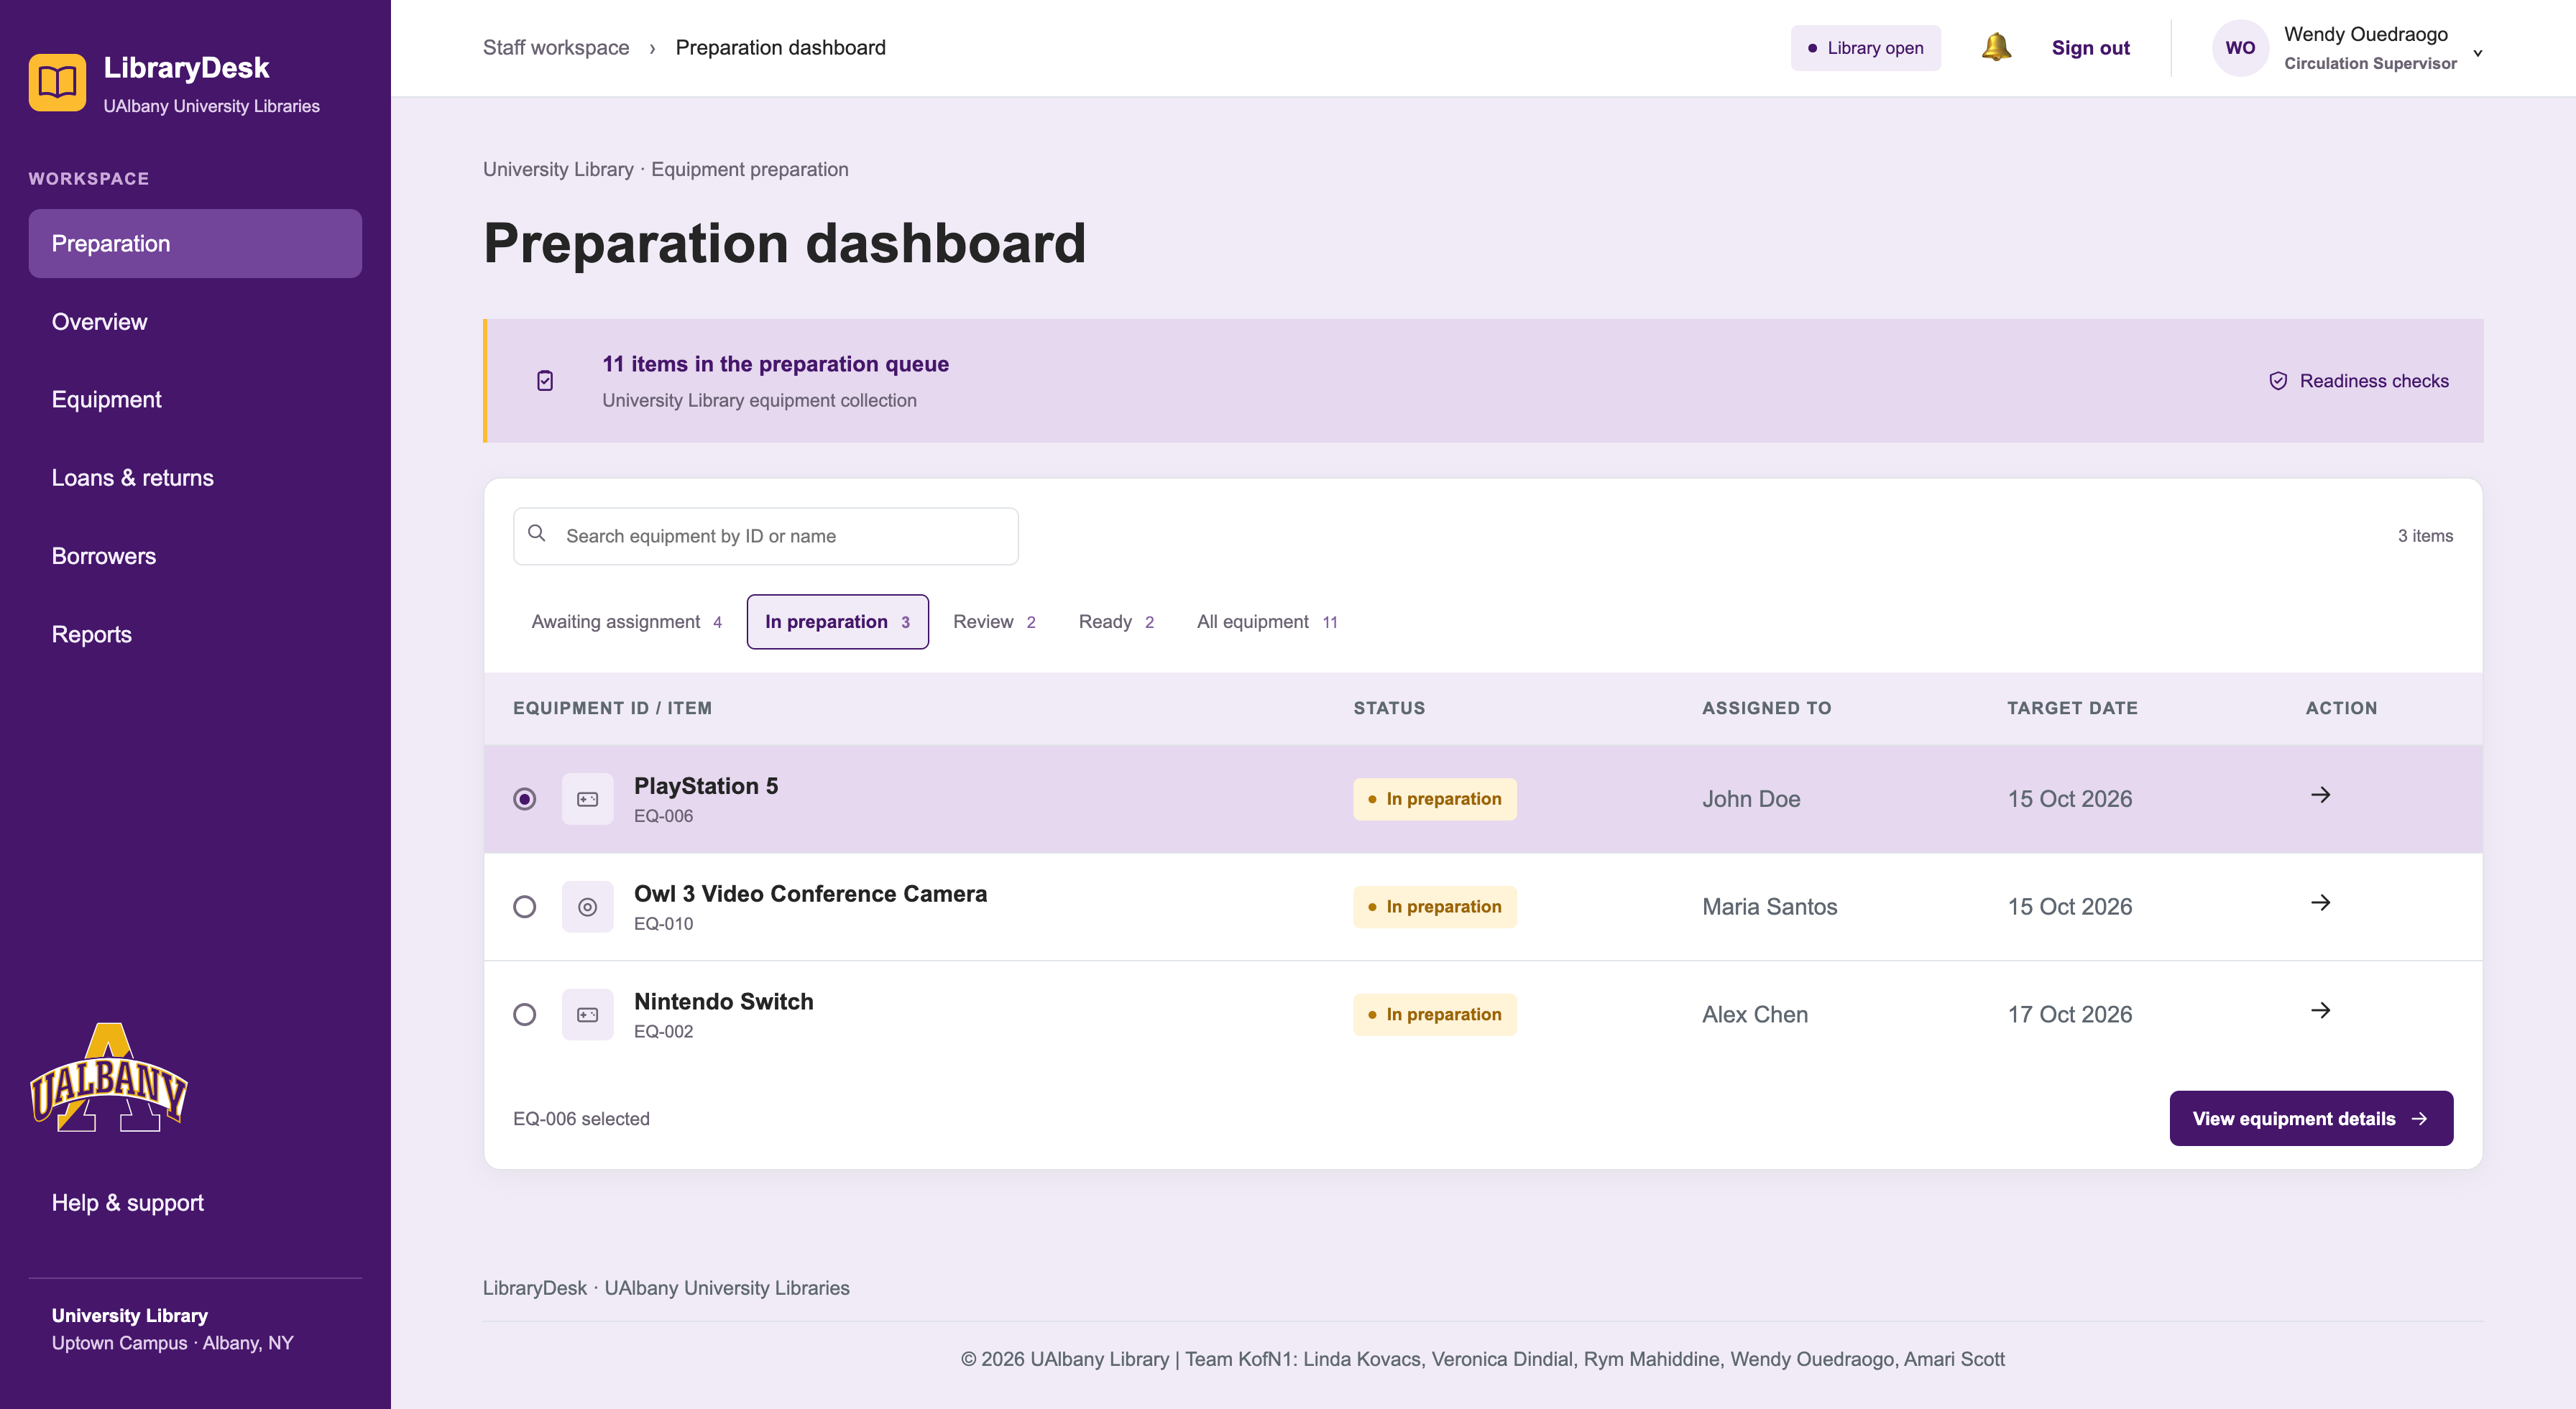 LibraryDesk
UAlbany University Libraries
WORKSPACE
Preparation
Overview
Equipment
Loans & returns
Borrowers
Reports
UALBANY
Help & support
University Library
Uptown Campus · Albany, NY
Staff workspace › Preparation dashboard
Library open
Sign out
WO
Wendy Ouedraogo
Circulation Supervisor
University Library · Equipment preparation
Preparation dashboard
11 items in the preparation queue
University Library equipment collection
Readiness checks
Search equipment by ID or name
3 items
Awaiting assignment 4 In preparation 3 Review 2 Ready 2 All equipment 11
EQUIPMENT ID / ITEM STATUS ASSIGNED TO TARGET DATE ACTION
PlayStation 5
EQ-006
In preparation John Doe 15 Oct 2026
Owl 3 Video Conference Camera
EQ-010
In preparation Maria Santos 15 Oct 2026
Nintendo Switch
EQ-002
In preparation Alex Chen 17 Oct 2026
EQ-006 selected
View equipment details →
LibraryDesk · UAlbany University Libraries
© 2026 UAlbany Library | Team KofN1: Linda Kovacs, Veronica Dindial, Rym Mahiddine, Wendy Ouedraogo, Amari Scott